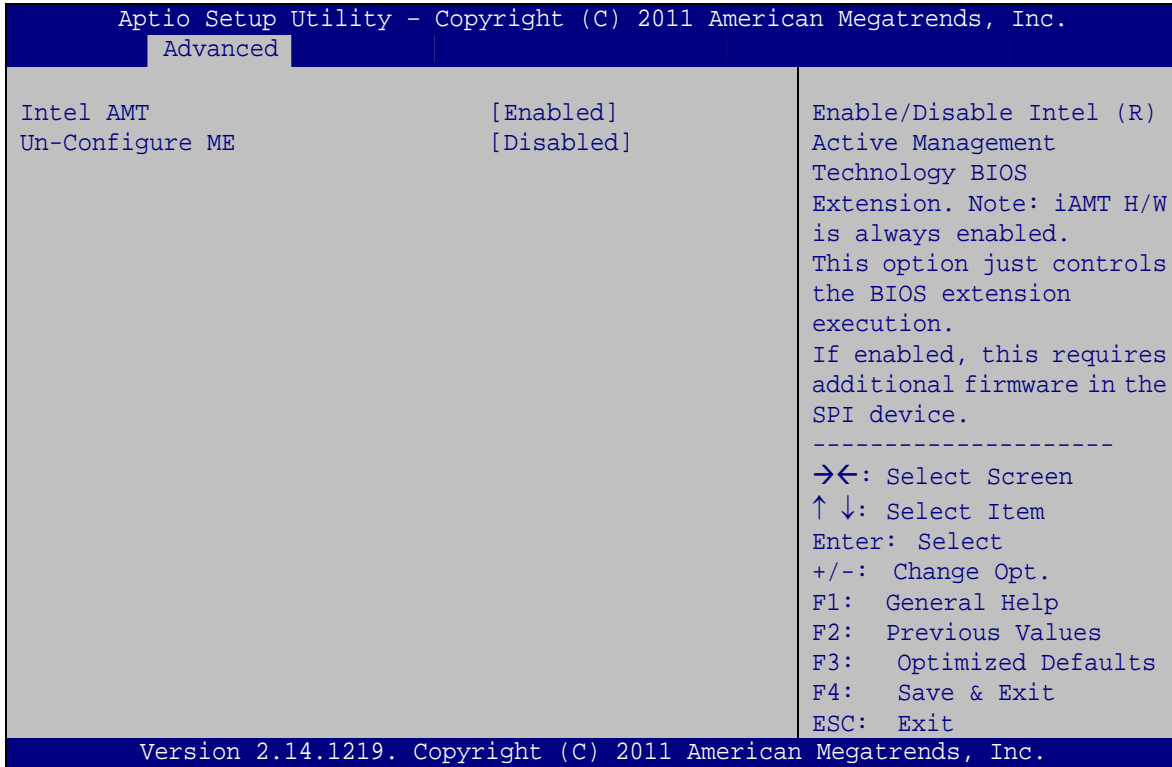 Aptio Setup Utility – Copyright (C) 2011 American Megatrends, Inc.
Advanced
Intel AMT [Enabled]
Un-Configure ME [Disabled]
Enable/Disable Intel (R)
Active Management
Technology BIOS
Extension. Note: iAMT H/W
is always enabled.
This option just controls
the BIOS extension
execution.
If enabled, this requires
additional firmware in the
SPI device.
---------------------
→←: Select Screen
↑ ↓: Select Item
Enter: Select
+/-: Change Opt.
F1: General Help
F2: Previous Values
F3: Optimized Defaults
F4: Save & Exit
ESC: Exit
Version 2.14.1219. Copyright (C) 2011 American Megatrends, Inc.